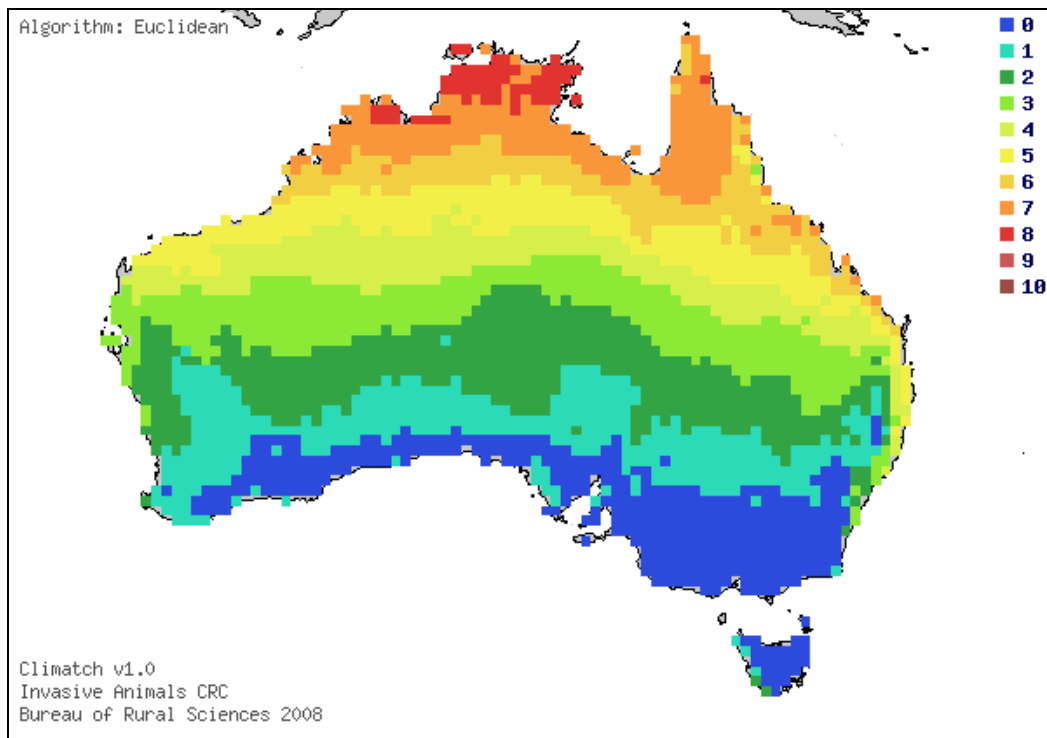 Algorithm: Euclidean
0
1
2
3
4
5
6
7
8
9
10
Climatch v1.0
Invasive Animals CRC
Bureau of Rural Sciences 2008